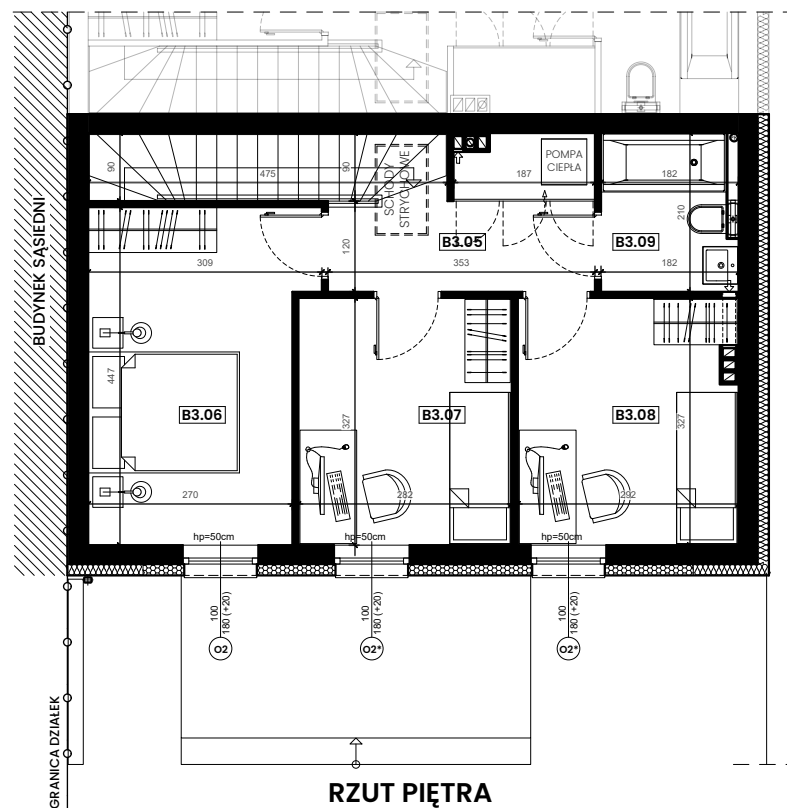 POMPA
CIEPŁA
90
90
475
187
182
SCHODY
STRYCHOWE
210
B3.05
B3.09
120
309
353
182
BUDYNEK SĄSIEDNI
447
B3.06
B3.07
B3.08
327
327
270
282
292
hp=50cm
hp=50cm
hp=50cm
100
180 (+20)
100
180 (+20)
100
180 (+20)
O2
O2*
O2*
GRANICA DZIAŁEK
RZUT PIĘTRA